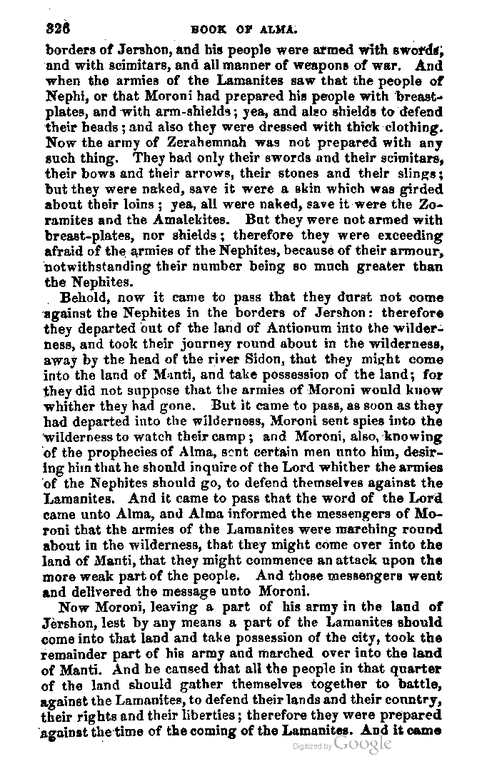 326 BOOK OF ALMA.
borders of Jershon, and his people were armed with swords,
and with scimitars, and all manner of weapons of war. And
when the armies of the Lamanites saw that the people of
Nephi, or that Moroni had prepared his people with breast-
plates, and with arm-shields; yea, and also shields to defend
their heads; and also they were dressed with thick clothing.
Now the army of Zerahemnah was not prepared with any
such thing. They had only their swords and their scimitars,
their bows and their arrows, their stones and their slings;
but they were naked, save it were a skin which was girded
about their loins; yea, all were naked, save it were the Zo-
ramites and the Amalekites. But they were not armed with
breast-plates, nor shields; therefore they were exceeding
afraid of the armies of the Nephites, because of their armour,
notwithstanding their number being so much greater than
the Nephites.
Behold, now it came to pass that they durst not come
against the Nephites in the borders of Jershon: therefore
they departed out of the land of Antionum into the wilder-
ness, and took their journey round about in the wilderness,
away by the head of the river Sidon, that they might come
into the land of Manti, and take possession of the land; for
they did not suppose that the armies of Moroni would know
whither they had gone. But it came to pass, as soon as they
had departed into the wilderness, Moroni sent spies into the
wilderness to watch their camp; and Moroni, also, knowing
of the prophecies of Alma, sent certain men unto him, desir-
ing him that he should inquire of the Lord whither the armies
of the Nephites should go, to defend themselves against the
Lamanites. And it came to pass that the word of the Lord
came unto Alma, and Alma informed the messengers of Mo-
roni that the armies of the Lamanites were marching round
about in the wilderness, that they might come over into the
land of Manti, that they might commence an attack upon the
more weak part of the people. And those messengers went
and delivered the message unto Moroni.
Now Moroni, leaving a part of his army in the land of
Jershon, lest by any means a part of the Lamanites should
come into that land and take possession of the city, took the
remainder part of his army and marched over into the land
of Manti. And he caused that all the people in that quarter
of the land should gather themselves together to battle,
against the Lamanites, to defend their lands and their country,
their rights and their liberties; therefore they were prepared
against the time of the coming of the Lamanites. And it came
Digitized by Google